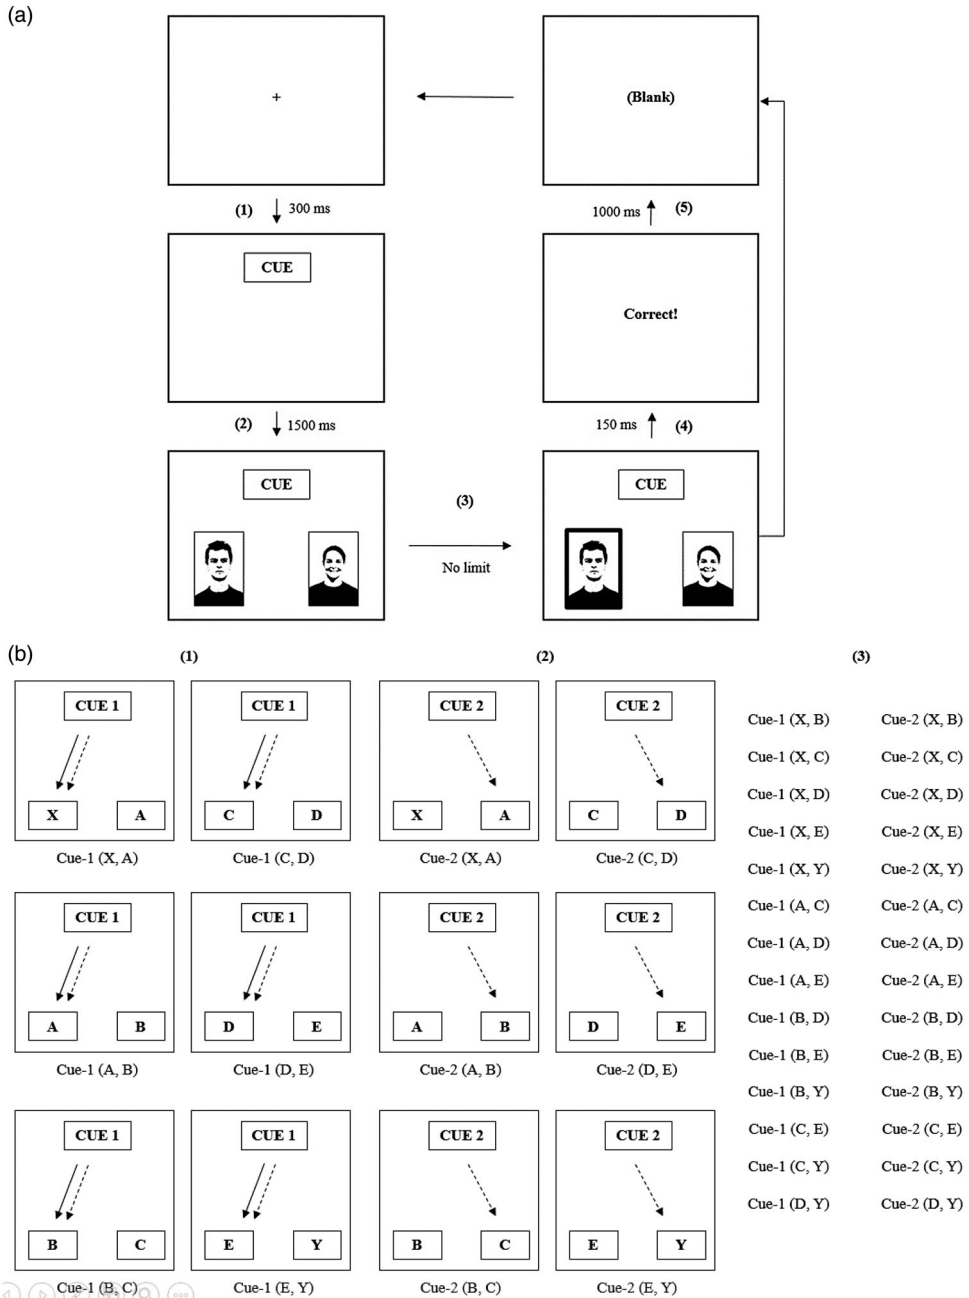 (a)
+
(Blank)
(1)
300 ms
1000 ms
(5)
CUE
Correct!
(2)
1500 ms
150 ms
(4)
CUE
(3)
No limit
CUE
(b)
(1)
(2)
(3)
CUE 1
X
A
Cue-1 (X, A)
CUE 1
C
D
Cue-1 (C, D)
CUE 2
X
A
Cue-2 (X, A)
CUE 2
C
D
Cue-2 (C, D)
CUE 1
A
B
Cue-1 (A, B)
CUE 1
D
E
Cue-1 (D, E)
CUE 2
A
B
Cue-2 (A, B)
CUE 2
D
E
Cue-2 (D, E)
CUE 1
B
C
Cue-1 (B, C)
CUE 1
E
Y
Cue-1 (E, Y)
CUE 2
B
C
Cue-2 (B, C)
CUE 2
E
Y
Cue-2 (E, Y)
Cue-1 (X, B)
Cue-1 (X, C)
Cue-1 (X, D)
Cue-1 (X, E)
Cue-1 (X, Y)
Cue-1 (A, C)
Cue-1 (A, D)
Cue-1 (A, E)
Cue-1 (B, D)
Cue-1 (B, E)
Cue-1 (B, Y)
Cue-1 (C, E)
Cue-1 (C, Y)
Cue-1 (D, Y)
Cue-2 (X, B)
Cue-2 (X, C)
Cue-2 (X, D)
Cue-2 (X, E)
Cue-2 (X, Y)
Cue-2 (A, C)
Cue-2 (A, D)
Cue-2 (A, E)
Cue-2 (B, D)
Cue-2 (B, E)
Cue-2 (B, Y)
Cue-2 (C, E)
Cue-2 (C, Y)
Cue-2 (D, Y)